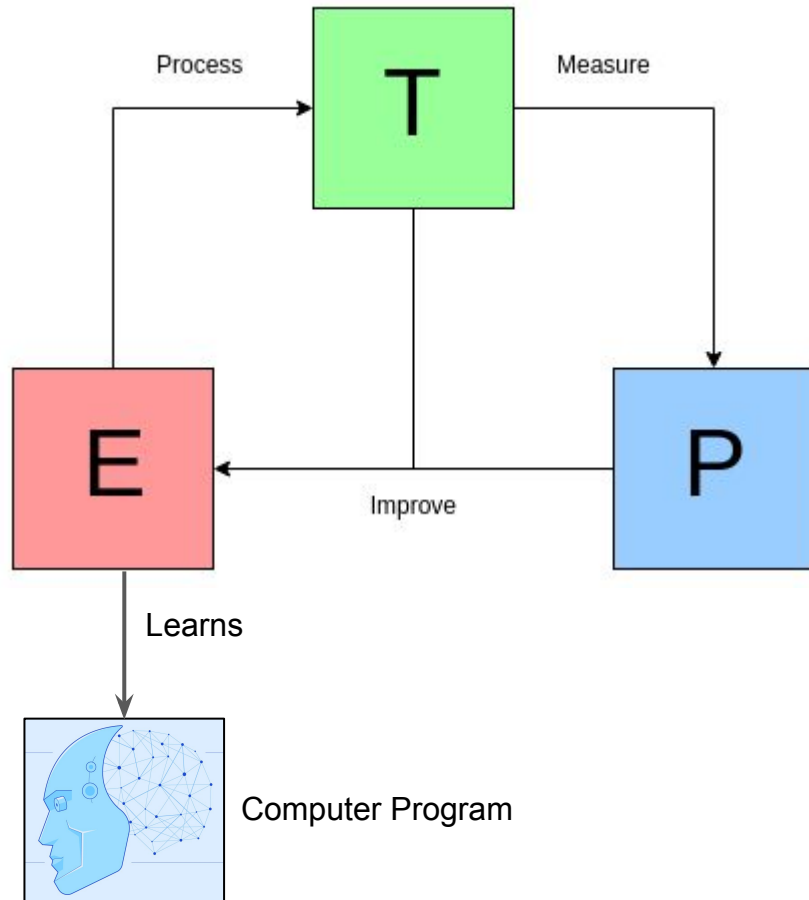 Process
T
Measure
E
P
Improve
Learns
Computer Program